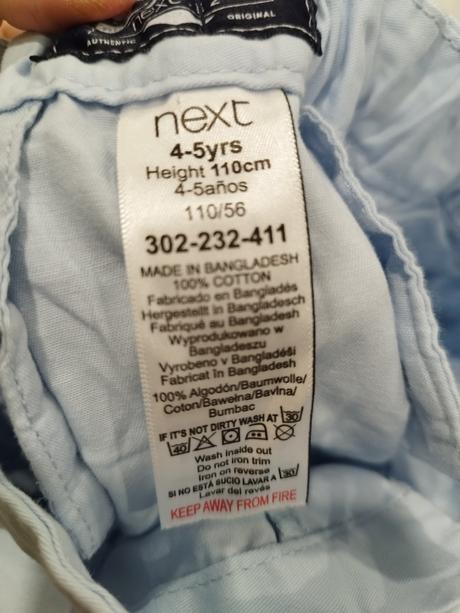 next
AUTHENTIC
ORIGINAL
next
4-5yrs
Height 110cm
4-5años
110/56
302-232-411
MADE IN BANGLADESH
100% COTTON
Fabricado en Bangladés
Hergestellt in Bangladesch
Fabriqué au Bangladesh
Wyprodukowano w
Bangladeszu
Vyrobeno v Bangladéši
Fabricat în Bangladesh
100% Algodón/Baumwolle/
Coton/Bawełna/Bavlna/
Bumbac
IF IT'S NOT DIRTY WASH AT 30
40
Wash inside out
Do not iron trim
Iron on reverse
SI NO ESTÁ SUCIO LAVAR A 30
Lavar del revés
KEEP AWAY FROM FIRE